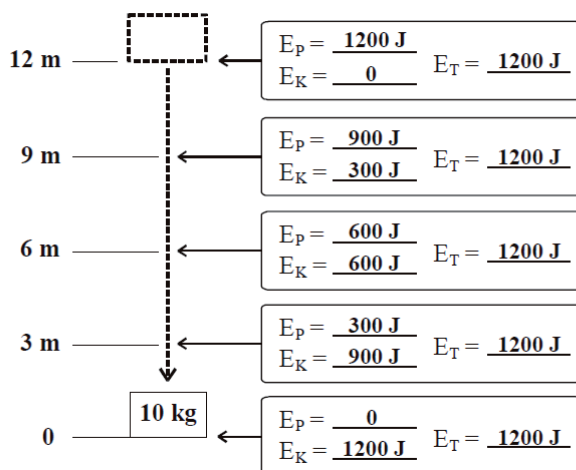 12 m
E_P = 1200 J
E_K = 0
E_T = 1200 J
9 m
E_P = 900 J
E_K = 300 J
E_T = 1200 J
6 m
E_P = 600 J
E_K = 600 J
E_T = 1200 J
3 m
E_P = 300 J
E_K = 900 J
E_T = 1200 J
10 kg
0
E_P = 0
E_K = 1200 J
E_T = 1200 J